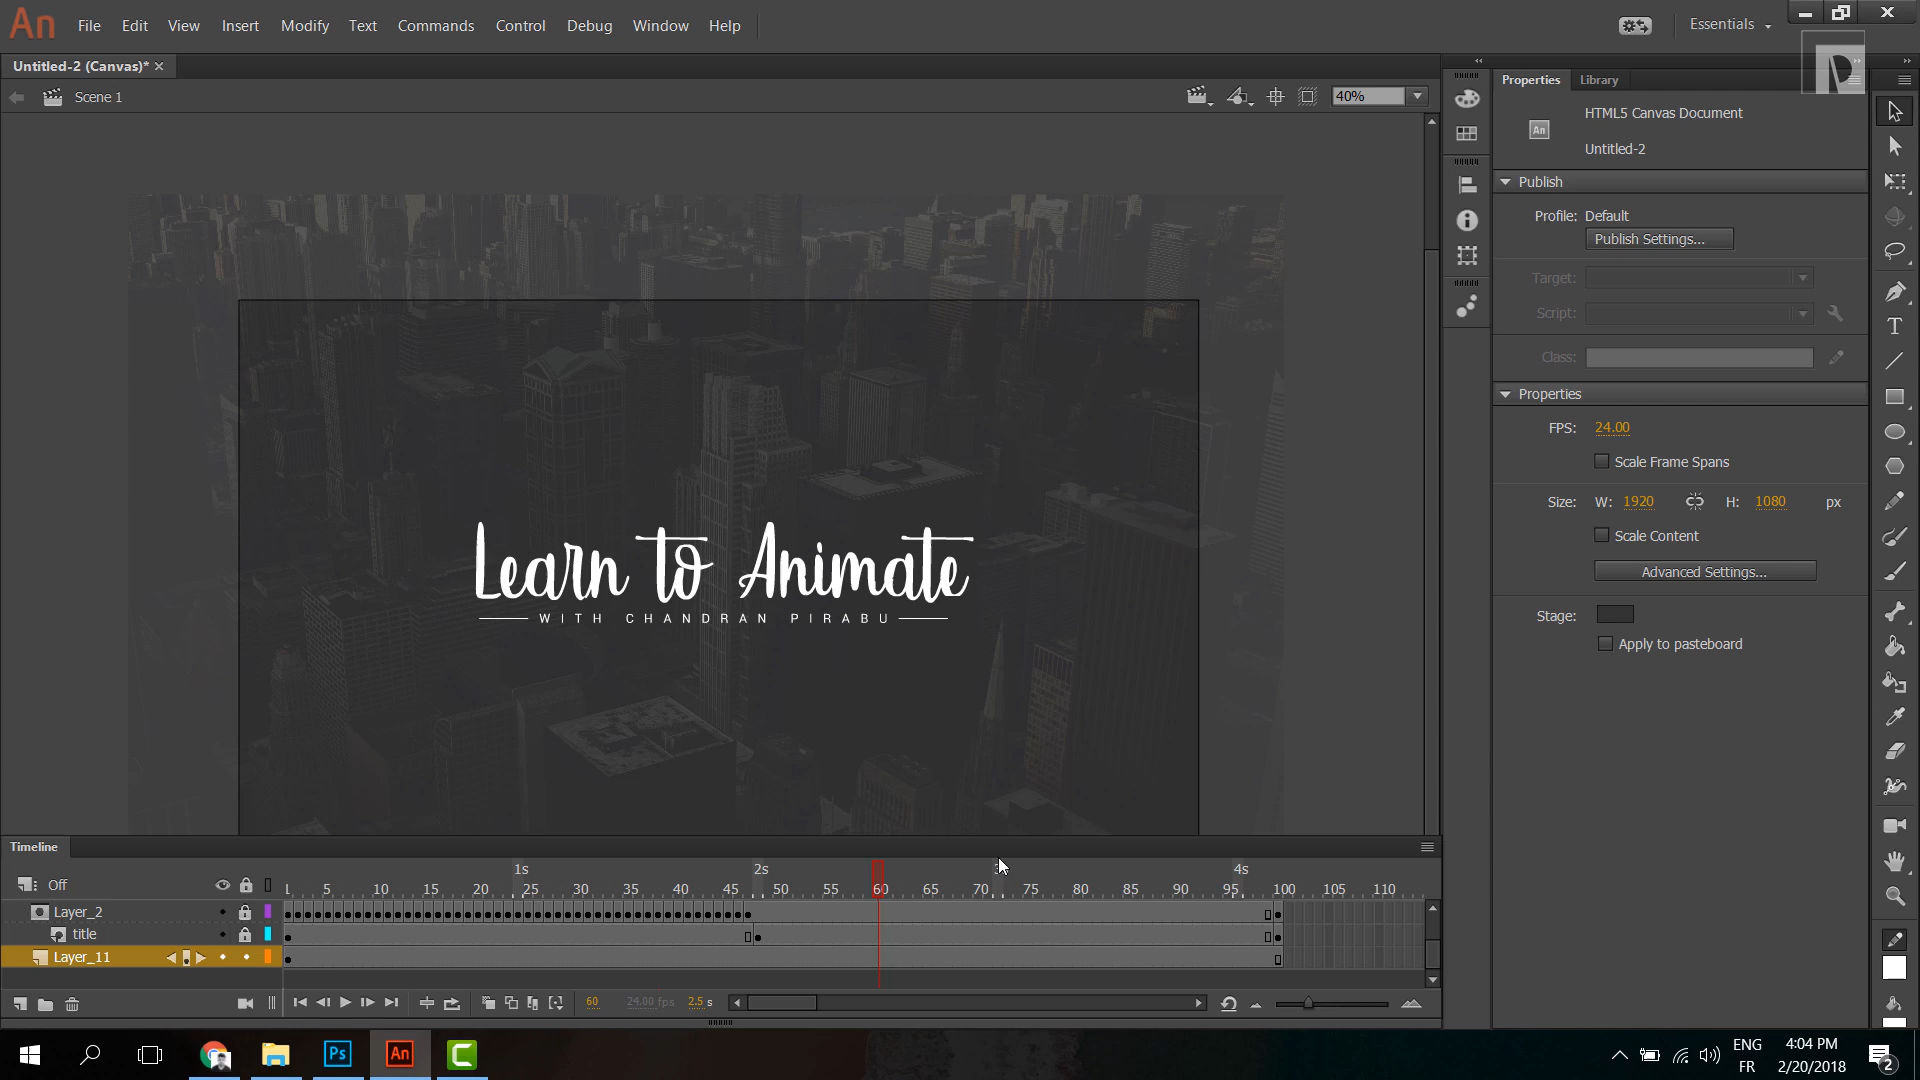 An File Edit View Insert Modify Text Commands Control Debug Window Help Essentials
Untitled-2 (Canvas)*
Scene 1
40%
Properties Library
HTML5 Canvas Document
An
Untitled-2
Publish
Profile: Default
Publish Settings...
Target:
Script:
Class:
Properties
FPS: 24.00
Scale Frame Spans
Size: W: 1920 H: 1080 px
Scale Content
Advanced Settings...
Stage:
Apply to pasteboard
Learn to Animate
WITH CHANDRAN PIRABU
Timeline
1s 2s 4s
Off
1 5 10 15 20 25 30 35 40 45 50 55 60 65 70 75 80 85 90 95 100 105 110
Layer_2
title
Layer_11
60 24.00 fps 2.5 s
Ps An
ENG
FR
4:04 PM
2/20/2018
2